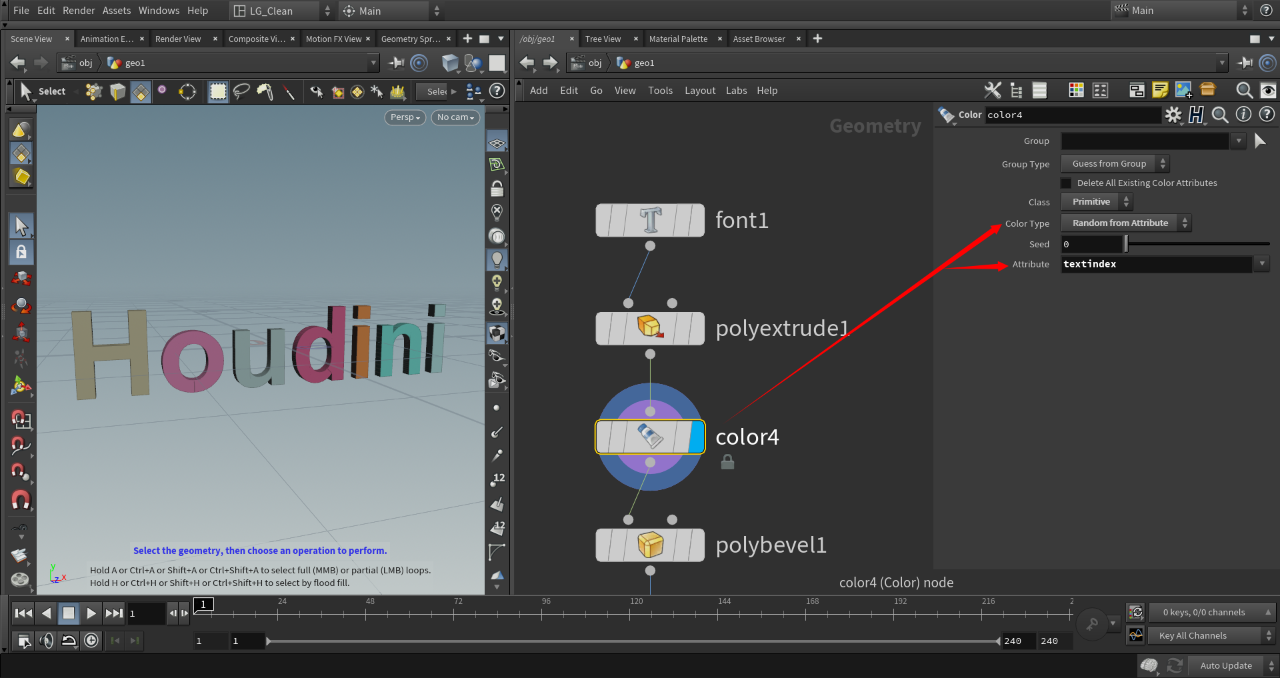 File Edit Render Assets Windows Help LG_Clean Main Main
Scene View Animation E... Render View Composite Vi... Motion FX View Geometry Spr...
/obj/geo1 Tree View Material Palette Asset Browser
obj geo1
obj geo1
Select Selec
Add Edit Go View Tools Layout Labs Help
Persp No cam
Geometry
Color color4
Group
Group Type Guess from Group
Delete All Existing Color Attributes
Class Primitive
Color Type Random from Attribute
Seed 0
Attribute textindex
font1
polyextrude1
color4
polybevel1
Houdini
12
12
Select the geometry, then choose an operation to perform.
Hold A or Ctrl+A or Shift+A or Ctrl+Shift+A to select full (MMB) or partial (LMB) loops.
Hold H or Ctrl+H or Shift+H or Ctrl+Shift+H to select by flood fill.
y
z x
color4 (Color) node
1 1 24 48 72 96 120 144 168 192 216 2
0 keys, 0/0 channels
1 1 240 240
Key All Channels
Auto Update